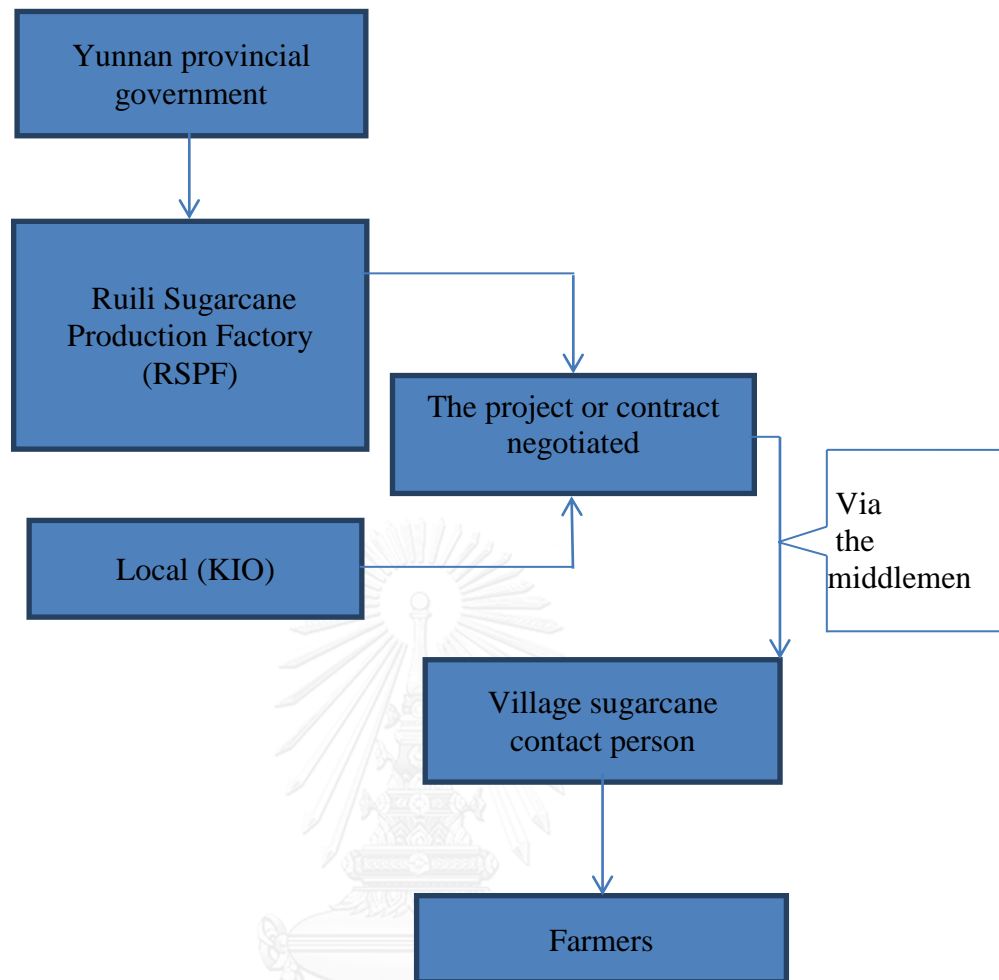 Yunnan provincial
government
Ruili Sugarcane
Production Factory
(RSPF)
The project or contract
negotiated
Via
the
middlemen
Local (KIO)
Village sugarcane
contact person
Farmers